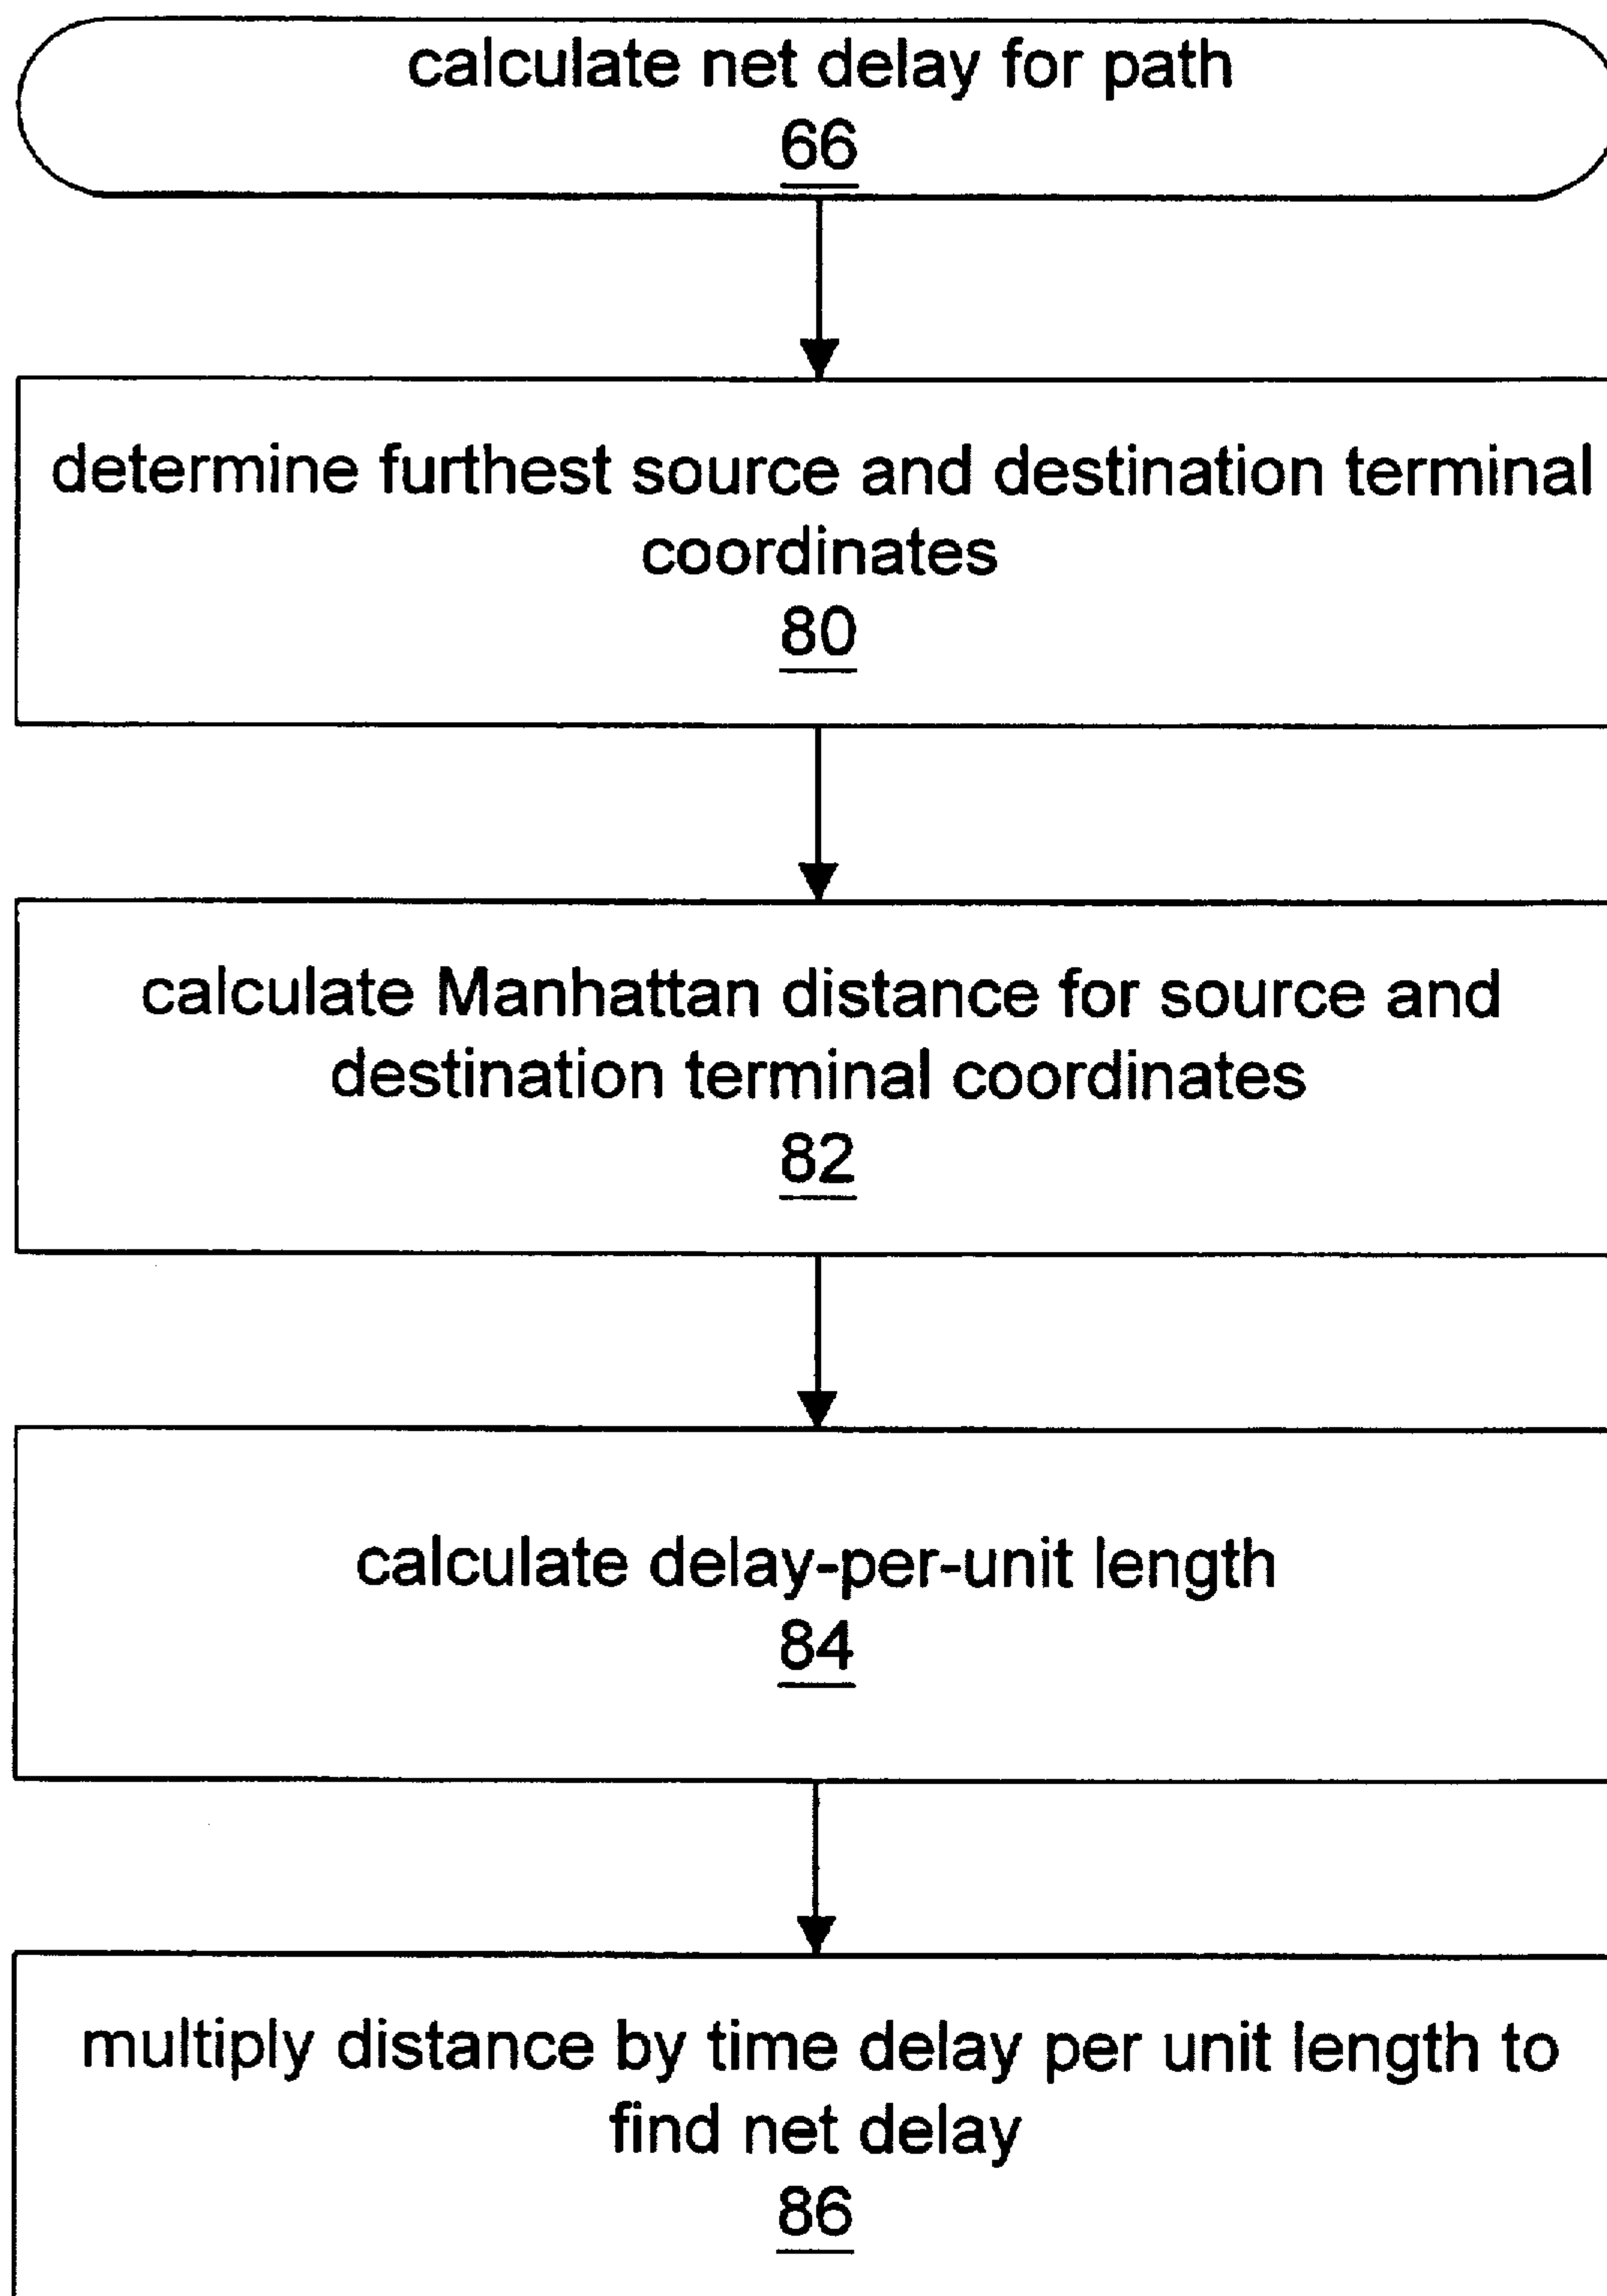 calculate net delay for path
66
determine furthest source and destination terminal
coordinates
80
calculate Manhattan distance for source and
destination terminal coordinates
82
calculate delay-per-unit length
84
multiply distance by time delay per unit length to
find net delay
86